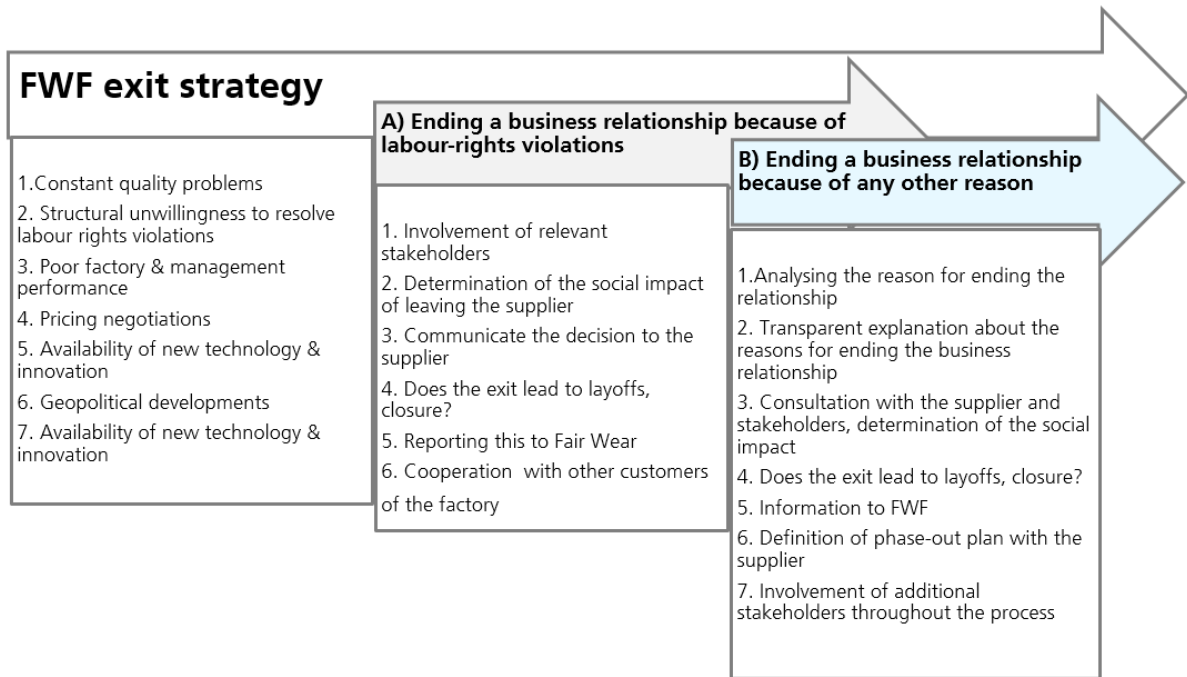 FWF exit strategy
1.Constant quality problems
2. Structural unwillingness to resolve
labour rights violations
3. Poor factory & management
performance
4. Pricing negotiations
5. Availability of new technology &
innovation
6. Geopolitical developments
7. Availability of new technology &
innovation
A) Ending a business relationship because of
labour-rights violations
1. Involvement of relevant
stakeholders
2. Determination of the social impact
of leaving the supplier
3. Communicate the decision to the
supplier
4. Does the exit lead to layoffs,
closure?
5. Reporting this to Fair Wear
6. Cooperation  with other customers
of the factory
B) Ending a business relationship
because of any other reason
1.Analysing the reason for ending the
relationship
2. Transparent explanation about the
reasons for ending the business
relationship
3. Consultation with the supplier and
stakeholders, determination of the social
impact
4. Does the exit lead to layoffs, closure?
5. Information to FWF
6. Definition of phase-out plan with the
supplier
7. Involvement of additional
stakeholders throughout the process